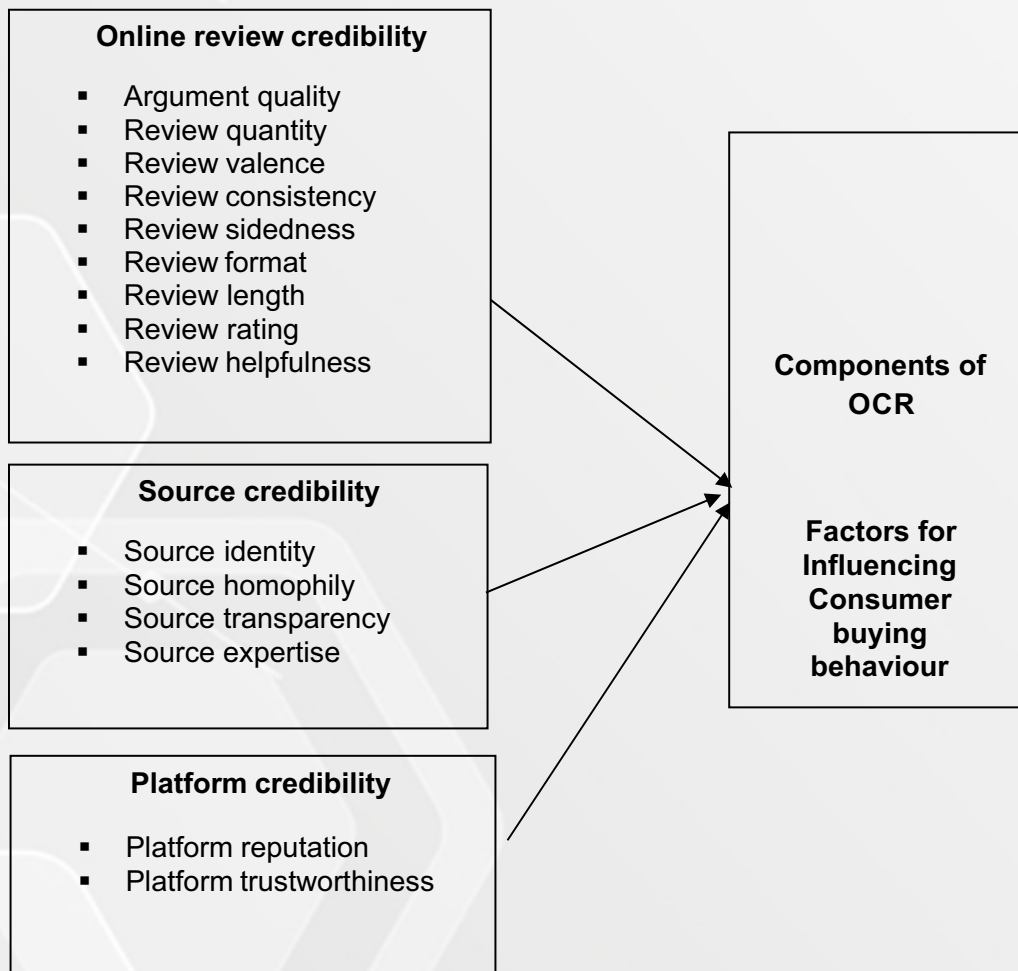 Online review credibility
▪ Argument quality
▪ Review quantity
▪ Review valence
▪ Review consistency
▪ Review sidedness
▪ Review format
▪ Review length
▪ Review rating
▪ Review helpfulness
Source credibility
▪ Source identity
▪ Source homophily
▪ Source transparency
▪ Source expertise
Platform credibility
▪ Platform reputation
▪ Platform trustworthiness
Components of
OCR
Factors for
Influencing
Consumer
buying
behaviour